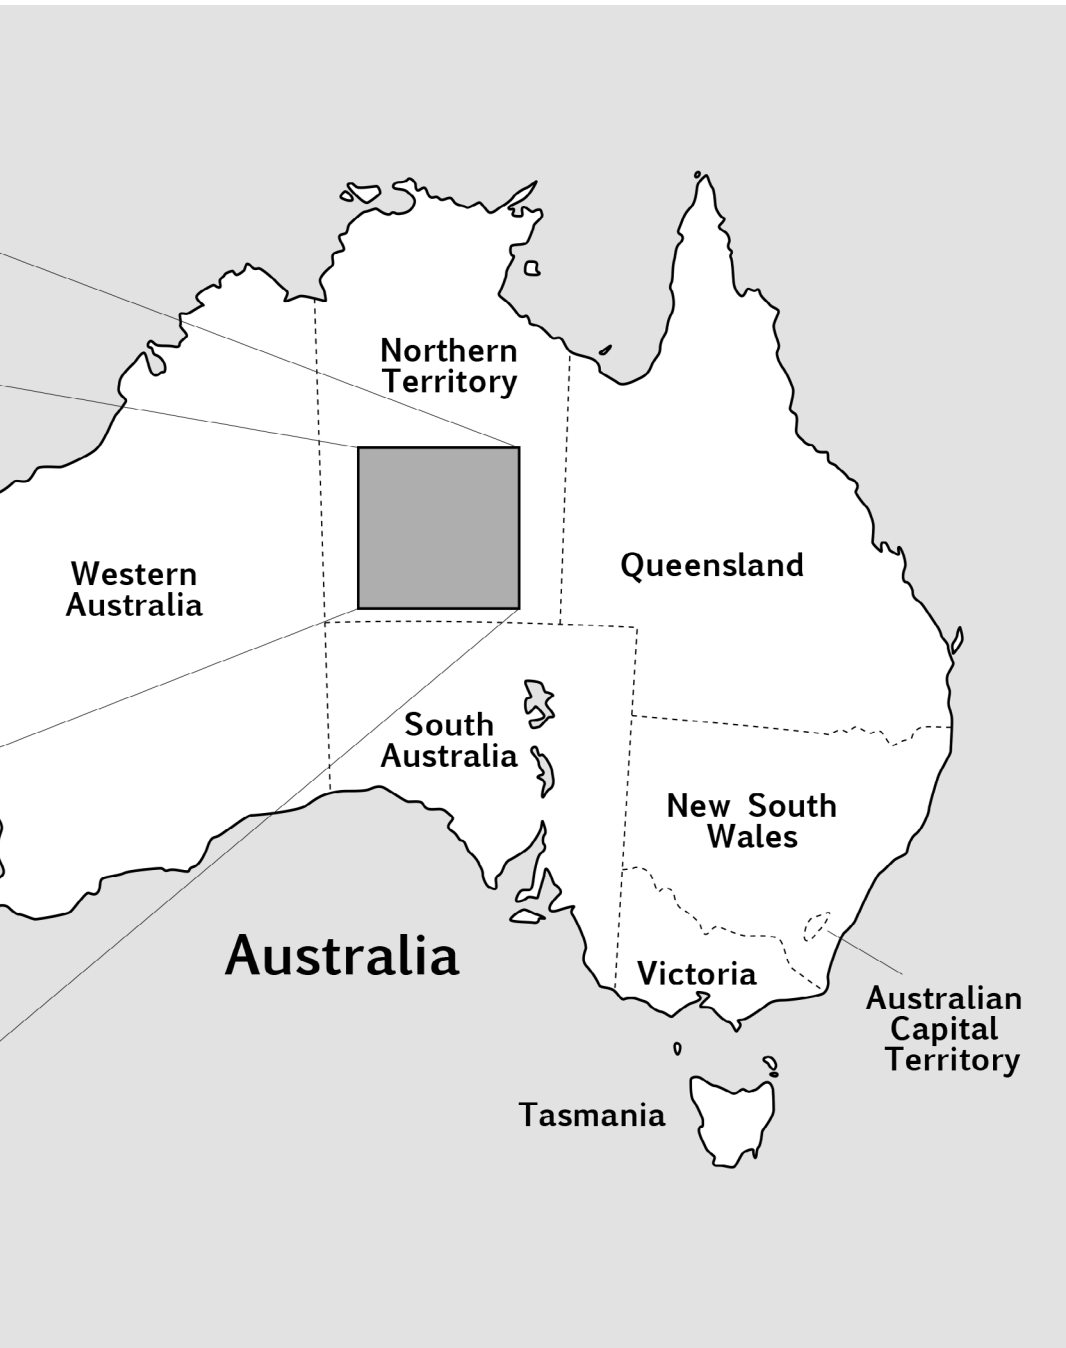 Northern
Territory
Western
Australia
Queensland
South
Australia
New South
Wales
Australia
Victoria
Australian
Capital
Territory
Tasmania